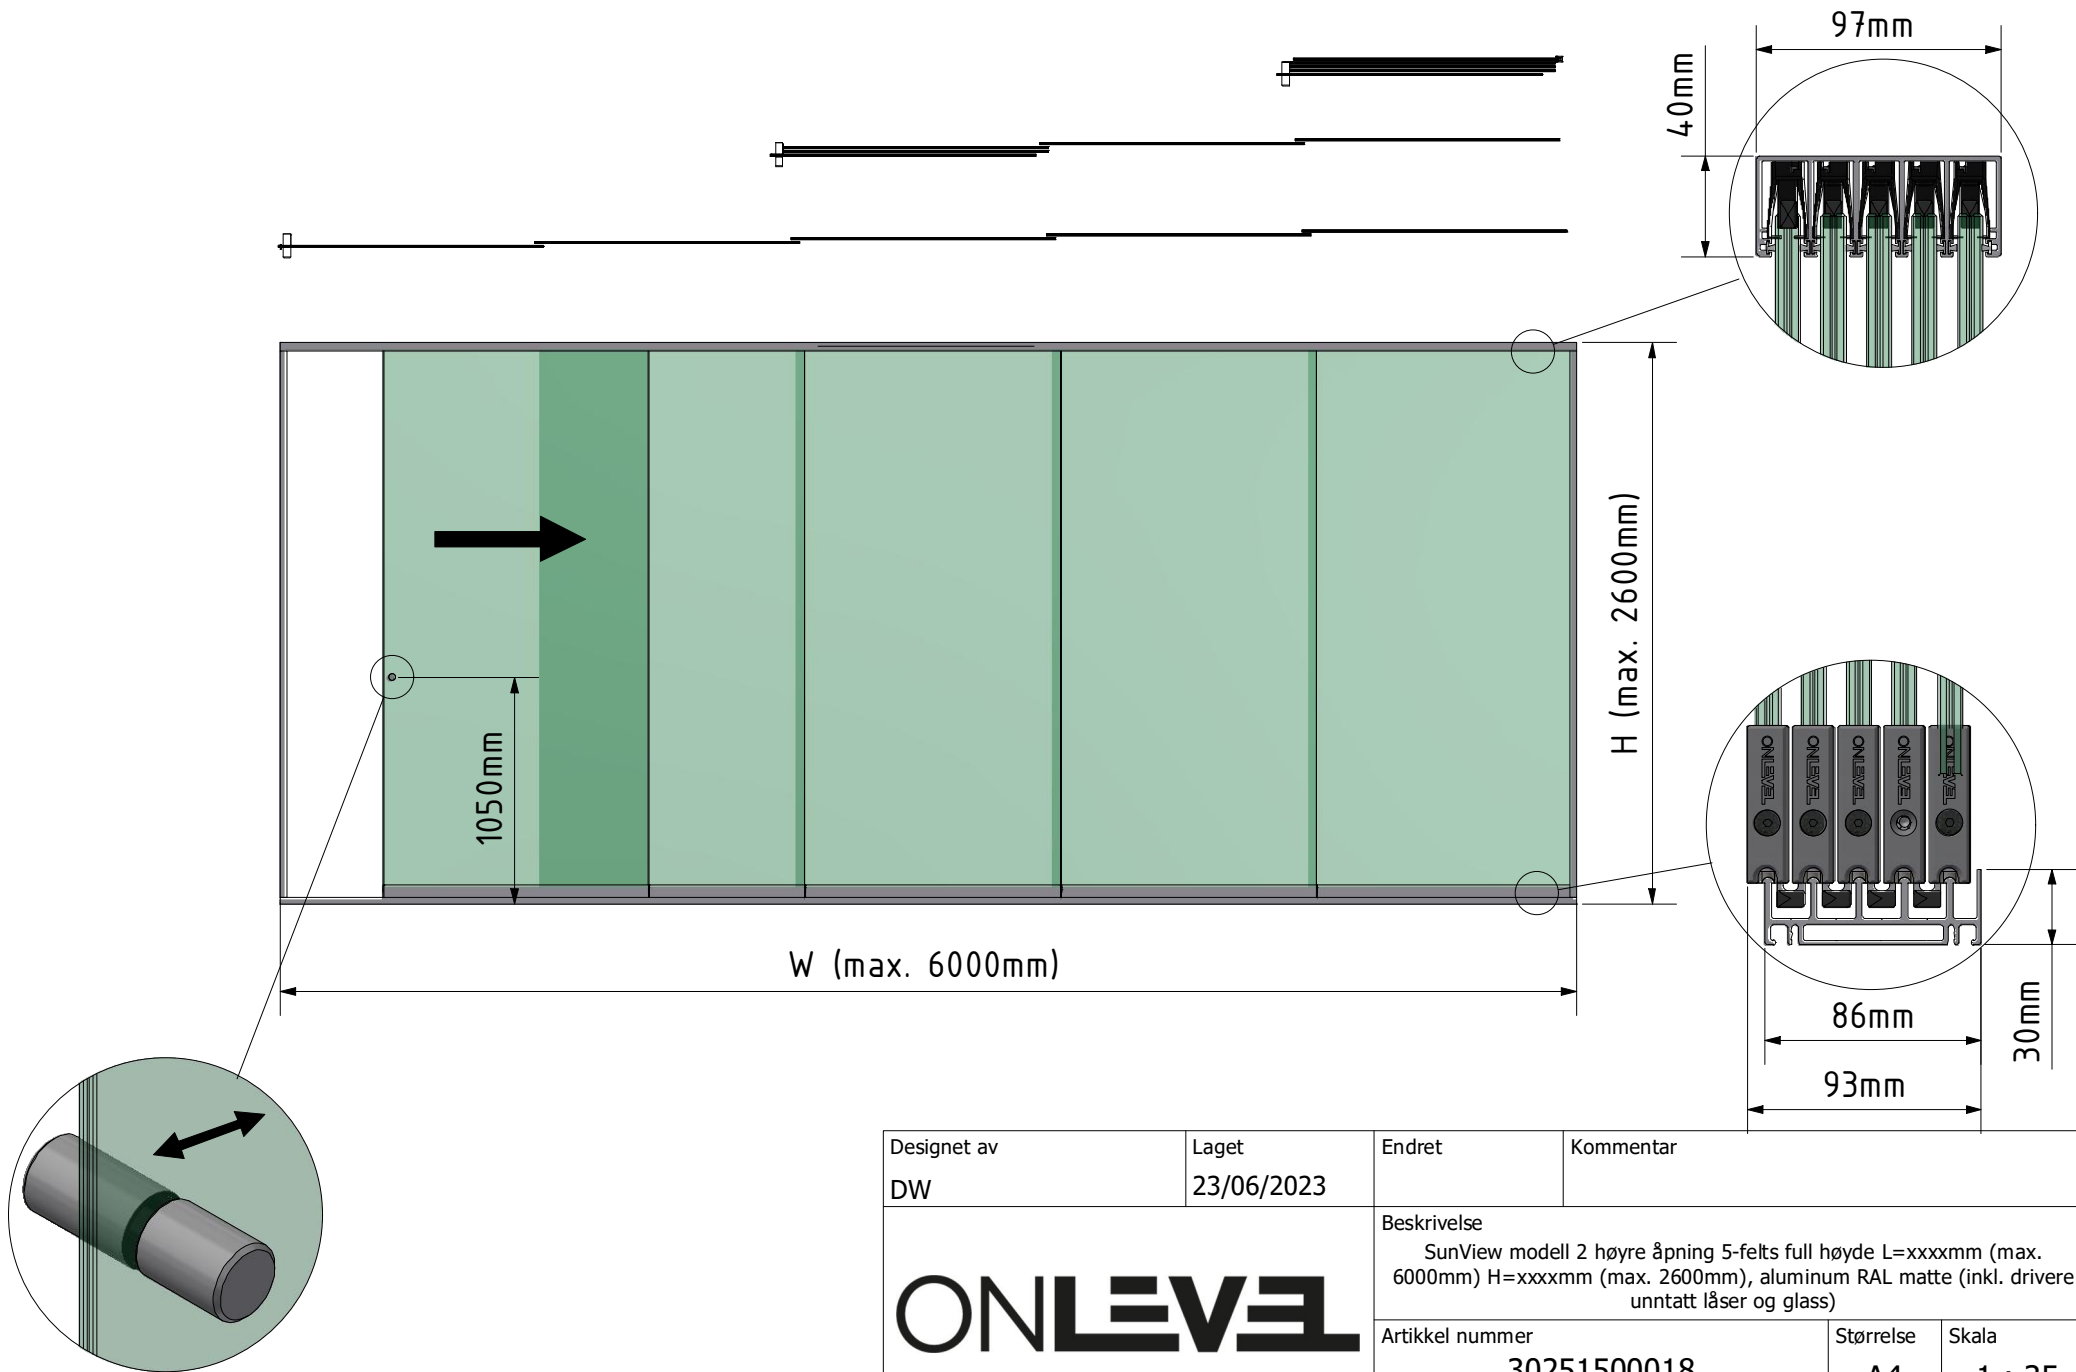 97mm
40mm
H (max. 2600mm)
1050mm
W (max. 6000mm)
ONLEVEL
ONLEVEL
ONLEVEL
ONLEVEL
ONLEVEL
86mm
30mm
93mm
Designet av
DW
Laget
23/06/2023
Endret
Kommentar
ONLEVEL
Beskrivelse
SunView modell 2 høyre åpning 5-felts full høyde L=xxxxmm (max.
6000mm) H=xxxxmm (max. 2600mm), aluminum RAL matte (inkl. drivere
unntatt låser og glass)
Artikkel nummer
30251500018
Størrelse
A4
Skala
1 : 25